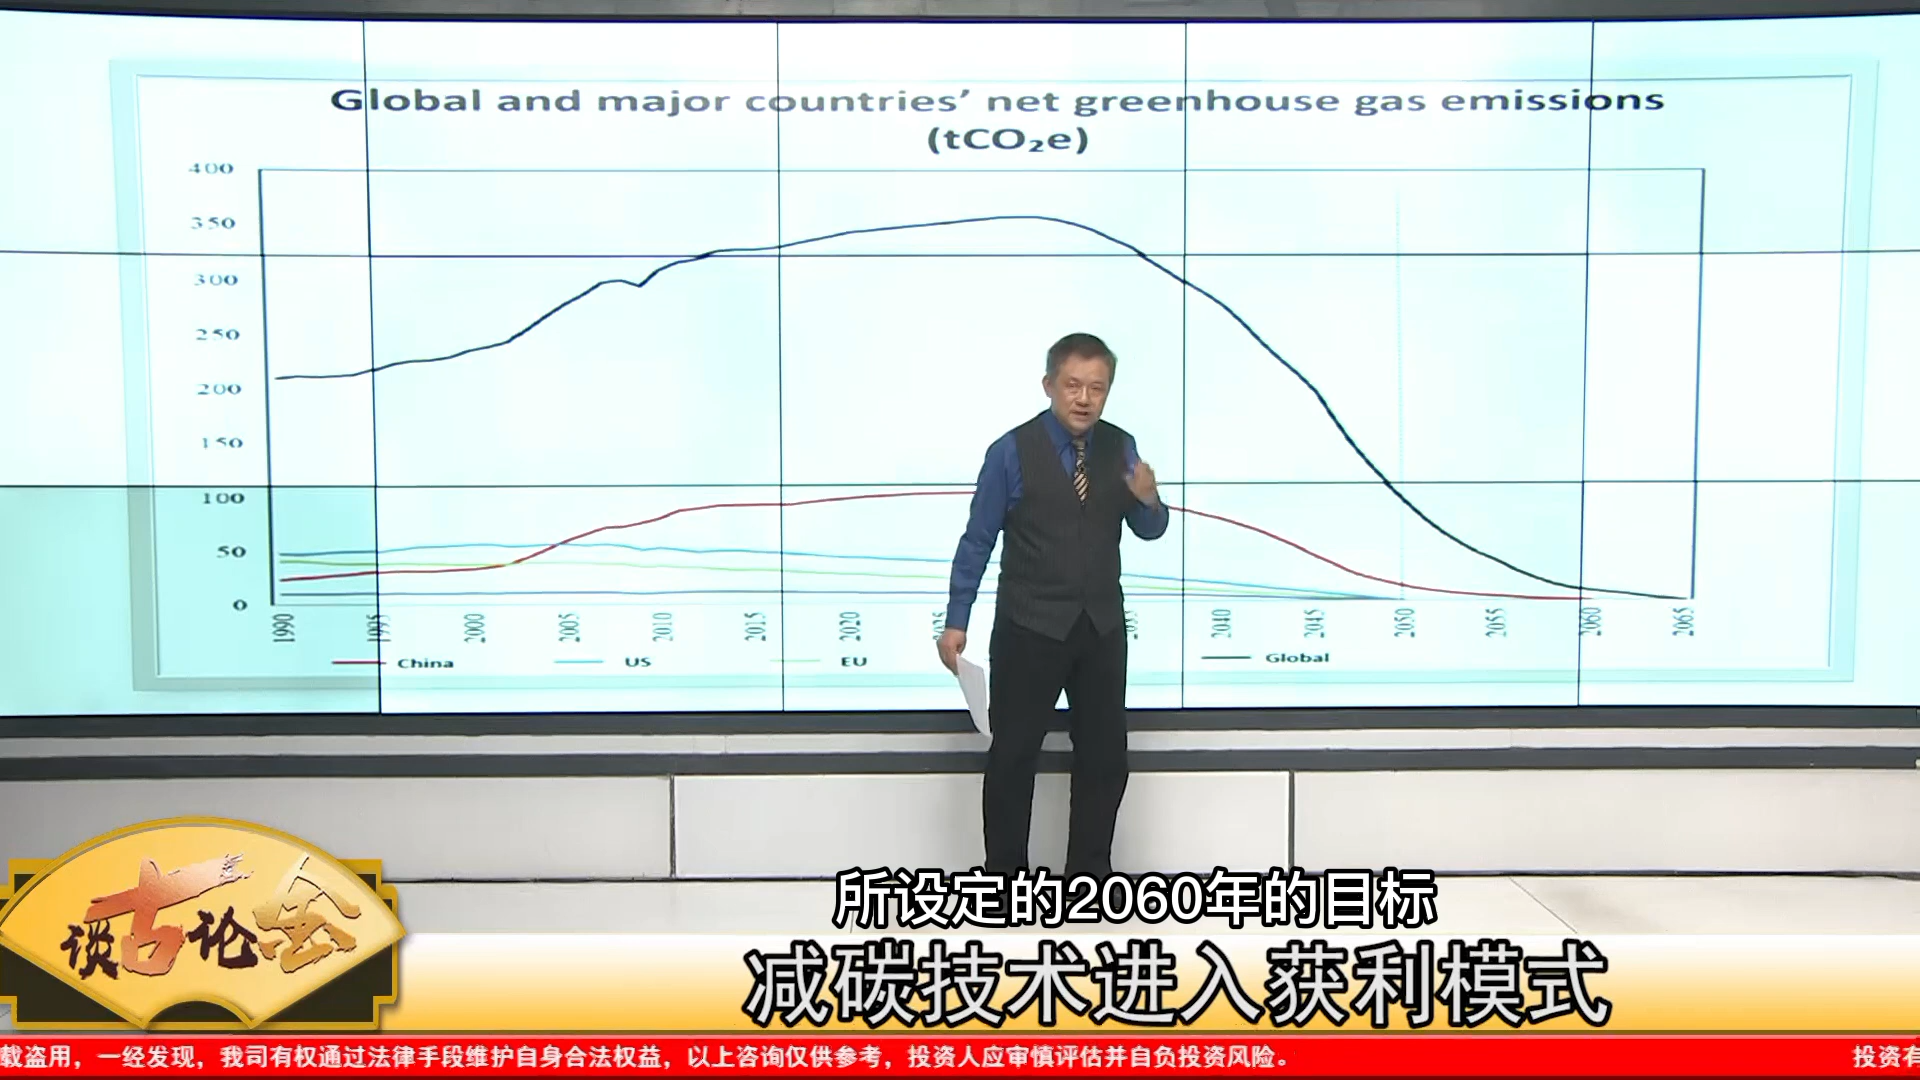 Global and major countries’ net greenhouse gas emissions
(tCO₂e)
400
350
300
250
200
150
100
50
0
1990 1995 2000 2005 2010 2015 2020 2040 2045 2050 2055 2060 2065
China US EU Global
谈古论金
所设定的2060年的目标
减碳技术进入获利模式
载盗用，一经发现，我司有权通过法律手段维护自身合法权益，以上咨询仅供参考，投资人应审慎评估并自负投资风险。 投资有